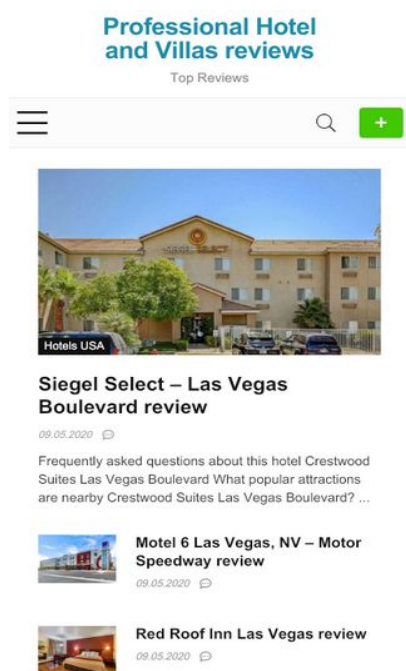 Professional Hotel
and Villas reviews
Top Reviews
+
SIEGEL SELECT
Hotels USA
Siegel Select – Las Vegas
Boulevard review
09.05.2020
Frequently asked questions about this hotel Crestwood
Suites Las Vegas Boulevard What popular attractions
are nearby Crestwood Suites Las Vegas Boulevard? ...
Motel 6 Las Vegas, NV – Motor
Speedway review
09.05.2020
Red Roof Inn Las Vegas review
09.05.2020